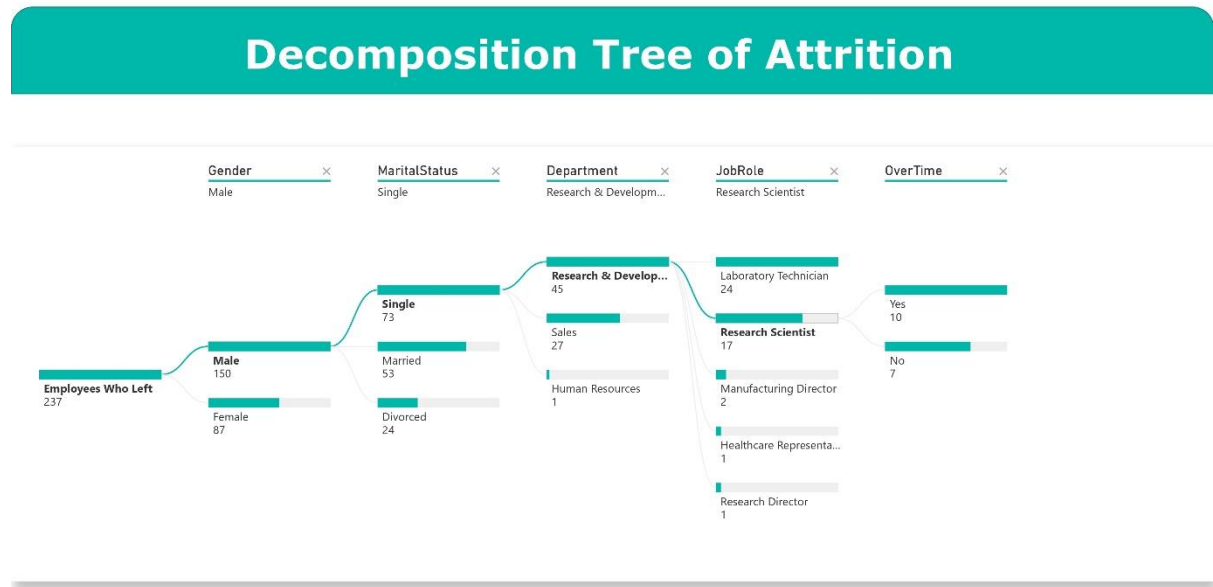 Decomposition Tree of Attrition
Gender ×
Male
MaritalStatus ×
Single
Department ×
Research & Developm...
JobRole ×
Research Scientist
OverTime ×
Employees Who Left
237
Male
150
Female
87
Single
73
Married
53
Divorced
24
Research & Develop...
45
Sales
27
Human Resources
1
Laboratory Technician
24
Research Scientist
17
Manufacturing Director
2
Healthcare Representa...
1
Research Director
1
Yes
10
No
7